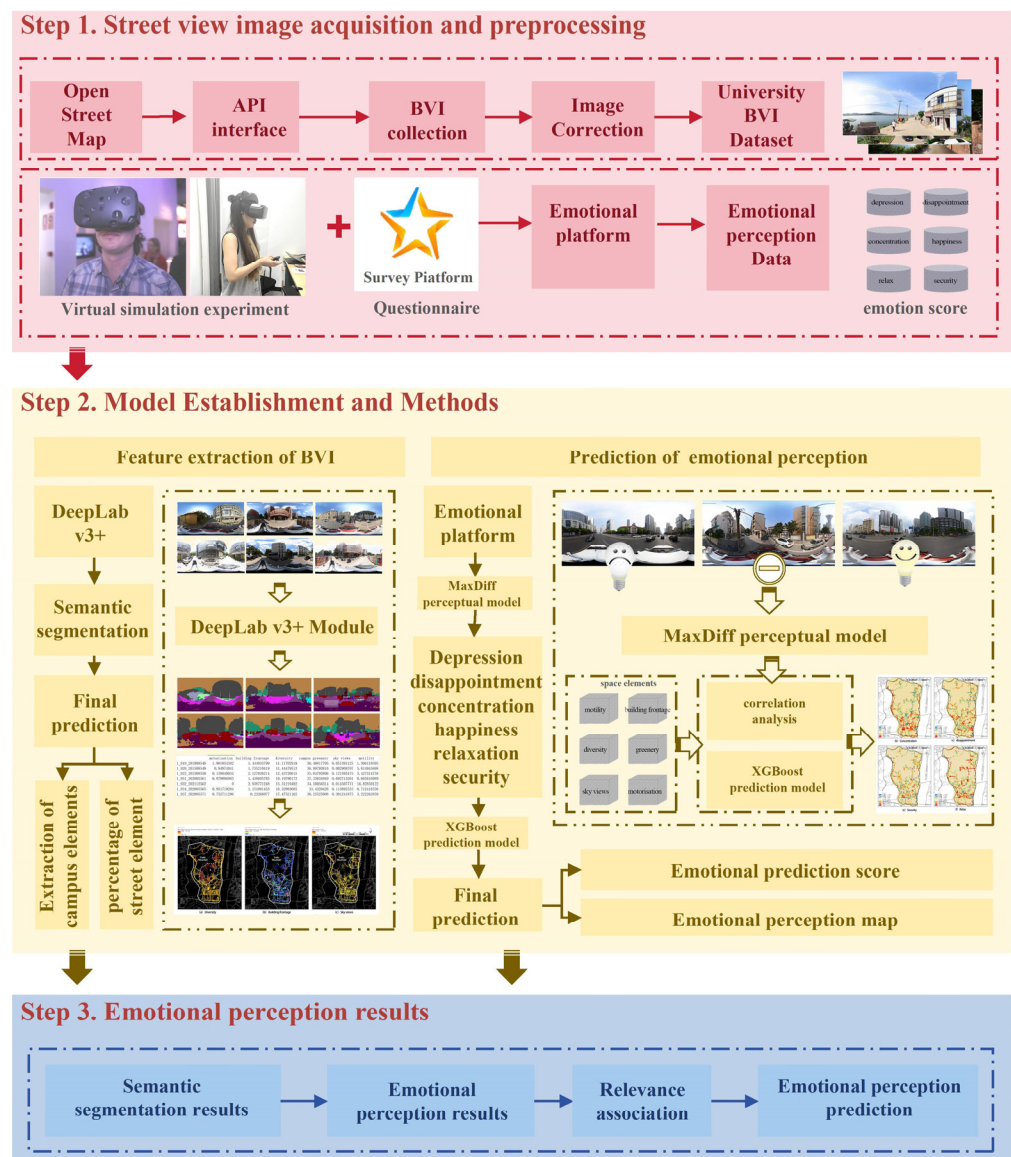 Step 1. Street view image acquisition and preprocessing
Open
Street
Map
API
interface
BVI
collection
Image
Correction
University
BVI
Dataset
Survey Piatform
Virtual simulation experiment
Questionnaire
Emotional
platform
Emotional
perception
Data
depression
disappointment
concentration
happiness
relax
security
emotion score
Step 2. Model Establishment and Methods
Feature extraction of BVI
DeepLab
v3+
Semantic
segmentation
Final
prediction
Extraction of
campus elements
percentage of
street element
DeepLab v3+ Module
(a) Diversity
(b) Building frontage
(c) Sky views
Prediction of emotional perception
Emotional
platform
MaxDiff
perceptual model
Depression
disappointment
concentration
happiness
relaxation
security
XGBoost
prediction model
Final
prediction
MaxDiff perceptual model
space elements
motility
building frontage
diversity
greenery
sky views
motorisation
correlation
analysis
XGBoost
prediction model
Emotional prediction score
Emotional perception map
Step 3. Emotional perception results
Semantic
segmentation results
Emotional
perception results
Relevance
association
Emotional perception
prediction